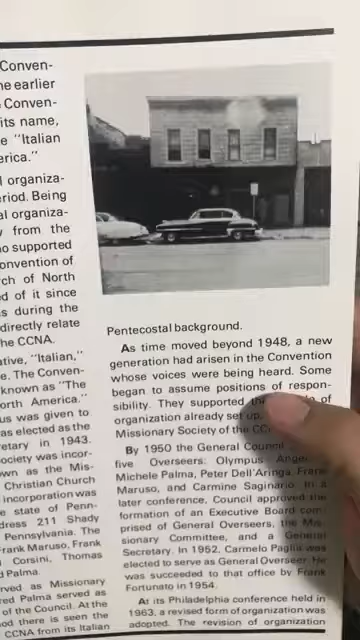 Conven-
he earlier
Conven-
its name,
e "Italian
erica."
l organiza-
riod. Being
al organiza-
y from the
no supported
onvention of
rch of North
d of it since
s during the
directly relate
he CCNA.
ative, "Italian,"
e. The Conven-
known as "The
orth America."
us was given to
as elected as the
etary in 1943.
ociety was incor-
wn as the Mis-
Christian Church
incorporation was
e state of Penn-
dress 211 Shady
Pennsylvania. The
rank Maruso, Frank
Corsini, Thomas
d Palma.
rved as Missionary
red Palma served as
of the Council. At the
od there is seen the
CCNA from its Italian
Pentecostal background.
As time moved beyond 1948, a new
generation had arisen in the Convention
whose voices were being heard. Some
began to assume positions of respon-
sibility. They supported the of
organization already set up,
Missionary Society of the
By 1950 the General Council
five Overseers: Olympus
Michele Palma, Peter Dell'Aringa, Frank
Maruso, and Carmine Saginario. In a
later conference, Council approved the
formation of an Executive Board com-
prised of General Overseers, the Mis-
sionary Committee, and a General
Secretary. In 1952, Carmelo Paglia was
elected to serve as General Overseer. He
was succeeded to that office by Frank
Fortunato in 1954.
At its Philadelphia conference held in
1963, a revised form of organization was
adopted. The revision of organization